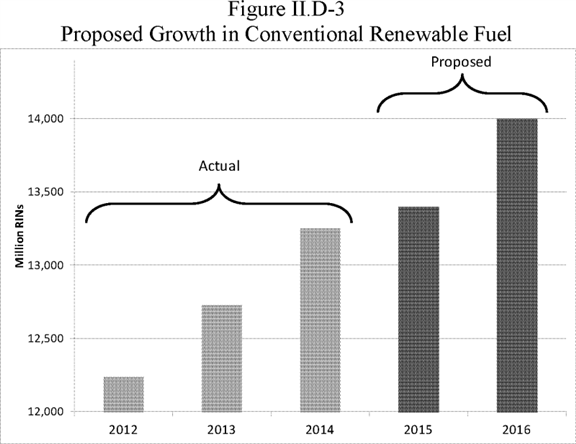 Figure II.D-3
Proposed Growth in Conventional Renewable Fuel
Proposed
Actual
Million RINs
14,000
13,500
13,000
12,500
12,000
2012 2013 2014 2015 2016